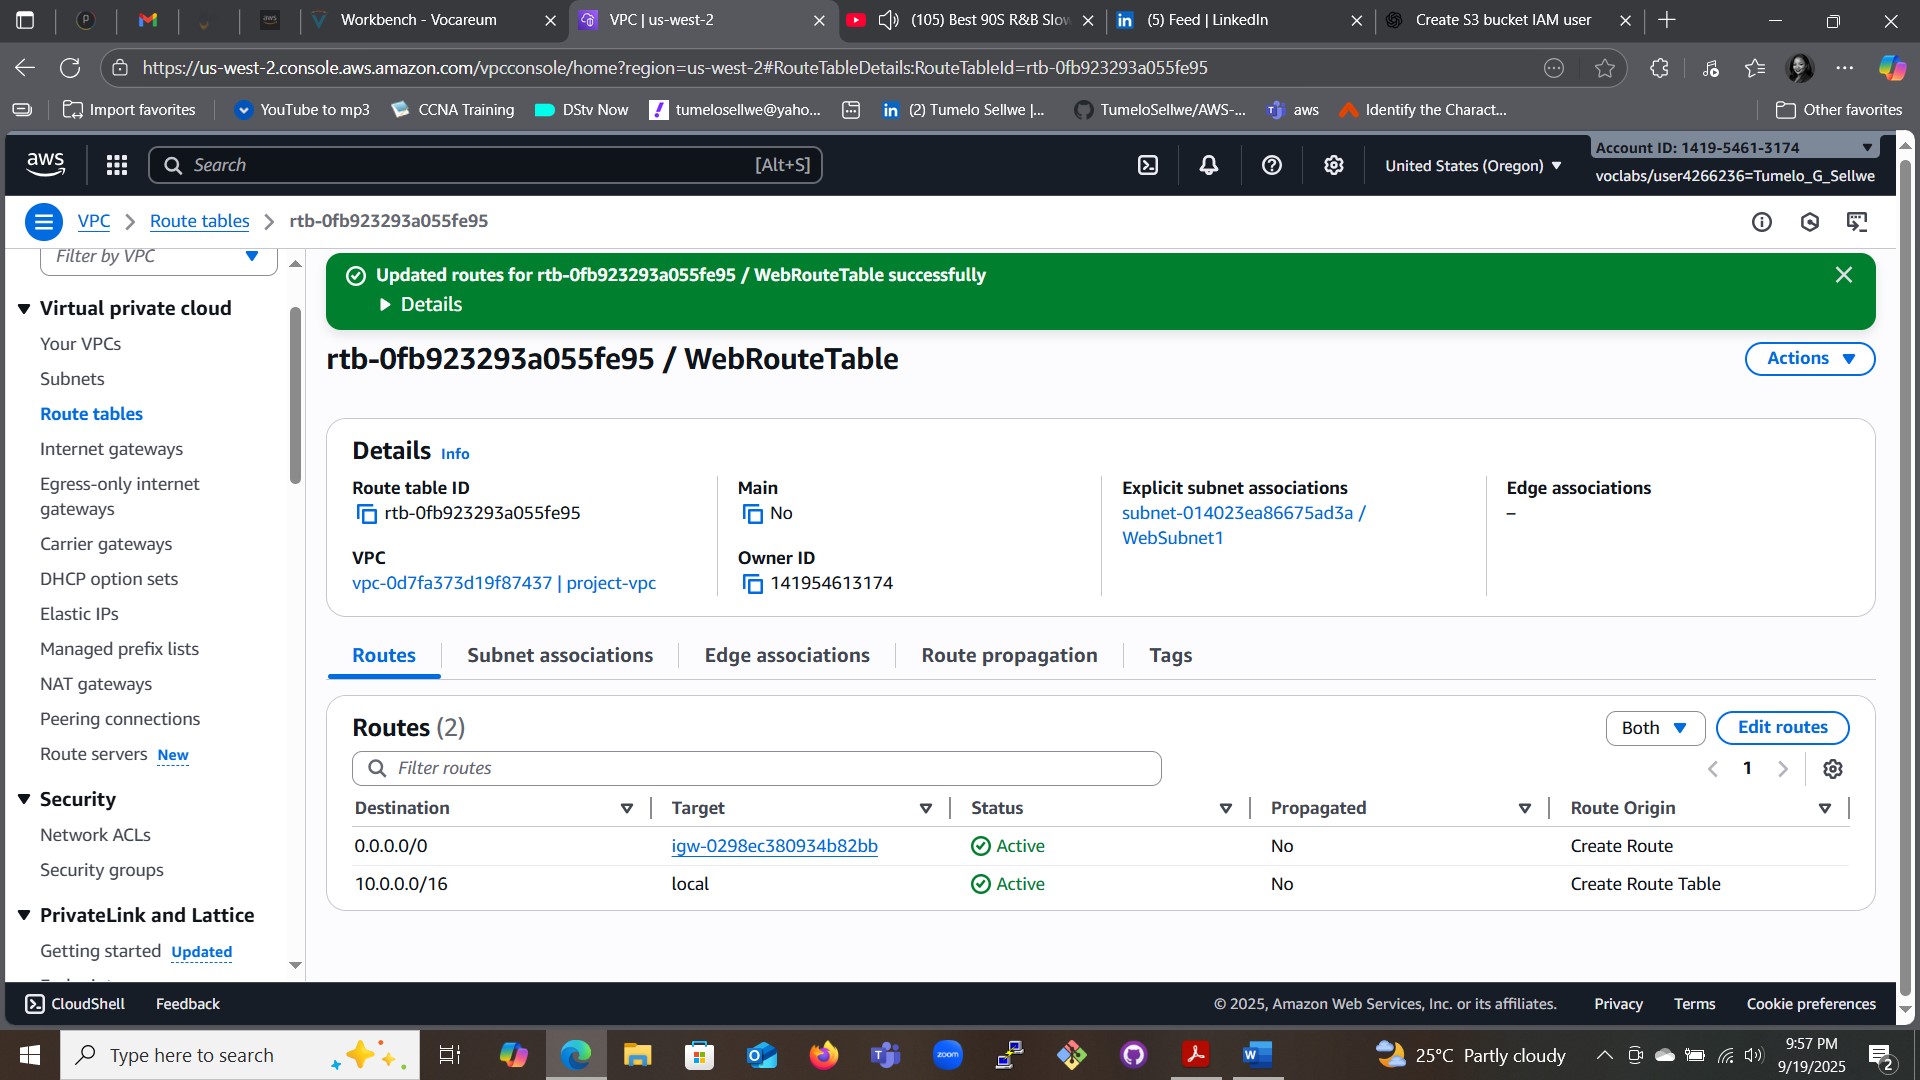 Workbench - Vocareum
VPC | us-west-2
(105) Best 90S R&B Slow
(5) Feed | LinkedIn
Create S3 bucket IAM user
https://us-west-2.console.aws.amazon.com/vpcconsole/home?region=us-west-2#RouteTableDetails:RouteTableId=rtb-0fb923293a055fe95
Import favorites
YouTube to mp3
CCNA Training
DStv Now
tumelosellwe@yaho...
(2) Tumelo Sellwe |...
TumeloSellwe/AWS-...
aws
Identify the Charact...
Other favorites
aws
Search
[Alt+S]
United States (Oregon)
Account ID: 1419-5461-3174
voclabs/user4266236=Tumelo_G_Sellwe
VPC
Route tables
rtb-0fb923293a055fe95
Filter by VPC
Virtual private cloud
Your VPCs
Subnets
Route tables
Internet gateways
Egress-only internet
gateways
Carrier gateways
DHCP option sets
Elastic IPs
Managed prefix lists
NAT gateways
Peering connections
Route servers New
Security
Network ACLs
Security groups
PrivateLink and Lattice
Getting started Updated
Updated routes for rtb-0fb923293a055fe95 / WebRouteTable successfully
Details
rtb-0fb923293a055fe95 / WebRouteTable
Actions
Details Info
Route table ID
rtb-0fb923293a055fe95
VPC
vpc-0d7fa373d19f87437 | project-vpc
Main
No
Owner ID
141954613174
Explicit subnet associations
subnet-014023ea86675ad3a /
WebSubnet1
Edge associations
–
Routes
Subnet associations
Edge associations
Route propagation
Tags
Routes (2)
Both
Edit routes
Filter routes
1
Destination Target Status Propagated Route Origin
0.0.0.0/0 igw-0298ec380934b82bb Active No Create Route
10.0.0.0/16 local Active No Create Route Table
CloudShell
Feedback
© 2025, Amazon Web Services, Inc. or its affiliates.
Privacy
Terms
Cookie preferences
Type here to search
zoom
25°C Partly cloudy
9:57 PM
9/19/2025
2